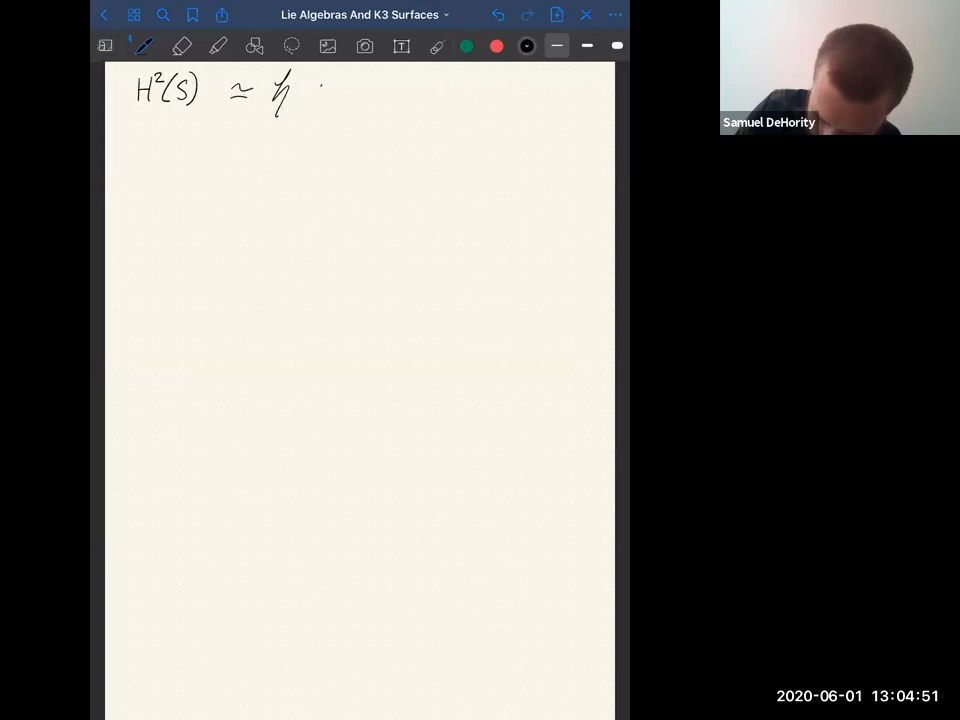 Lie Algebras And K3 Surfaces
H²(S) ≃ 𝔥
Samuel DeHority
2020-06-01 13:04:51